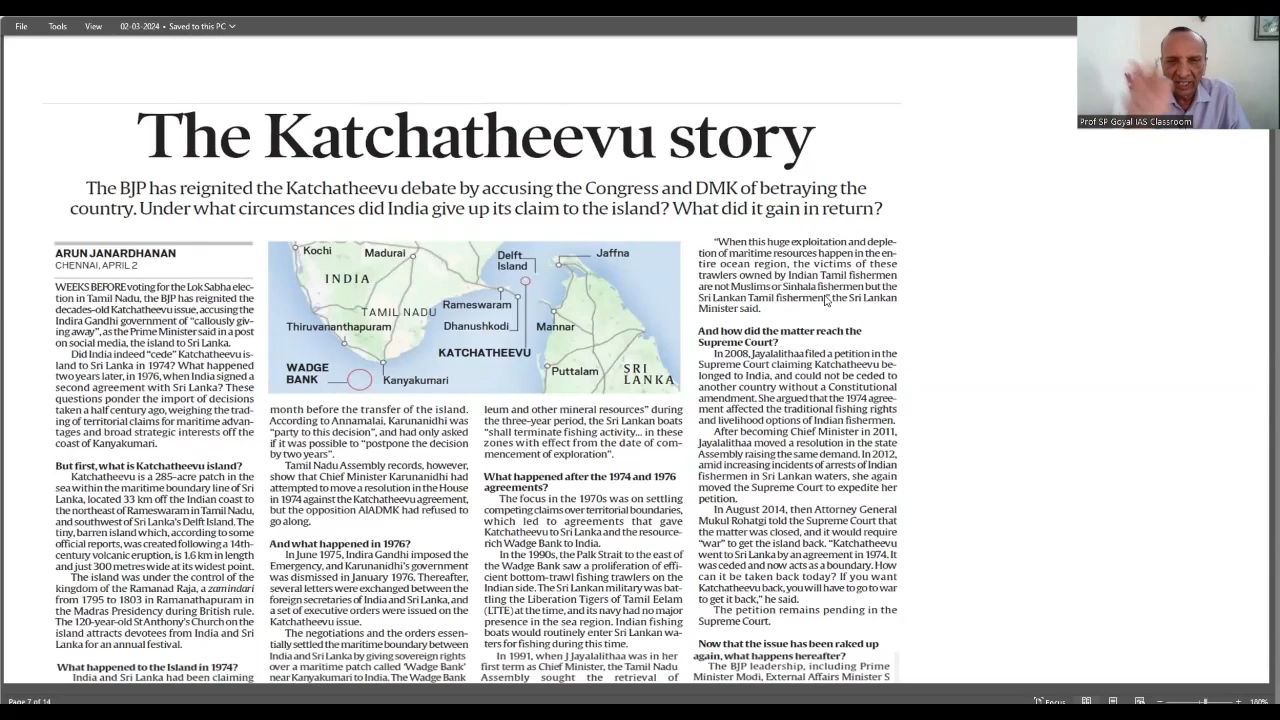 File Tools View 02-03-2024 • Saved to this PC
Prof SP Goyal IAS Classroom
The Katchatheevu story
The BJP has reignited the Katchatheevu debate by accusing the Congress and DMK of betraying the
country. Under what circumstances did India give up its claim to the island? What did it gain in return?
ARUN JANARDHANAN
CHENNAI, APRIL 2
WEEKS BEFORE voting for the Lok Sabha elec-
tion in Tamil Nadu, the BJP has reignited the
decades-old Katchatheevu issue, accusing the
Indira Gandhi government of “callously giv-
ing away”, as the Prime Minister said in a post
on social media, the island to Sri Lanka.
Did India indeed “cede” Katchatheevu is-
land to Sri Lanka in 1974? What happened
two years later, in 1976, when India signed a
second agreement with Sri Lanka? These
questions ponder the import of decisions
taken a half century ago, weighing the trad-
ing of territorial claims for maritime advan-
tages and broad strategic interests off the
coast of Kanyakumari.
But first, what is Katchatheevu island?
Katchatheevu is a 285-acre patch in the
sea within the maritime boundary line of Sri
Lanka, located 33 km off the Indian coast to
the northeast of Rameswaram in Tamil Nadu,
and southwest of Sri Lanka's Delft Island. The
tiny, barren island which, according to some
official reports, was created following a 14th-
century volcanic eruption, is 1.6 km in length
and just 300 metres wide at its widest point.
The island was under the control of the
kingdom of the Ramanad Raja, a zamindari
from 1795 to 1803 in Ramanathapuram in
the Madras Presidency during British rule.
The 120-year-old St Anthony's Church on the
island attracts devotees from India and Sri
Lanka for an annual festival.
What happened to the Island in 1974?
India and Sri Lanka had been claiming
Kochi
Madurai
Delft
Island
Jaffna
INDIA
TAMIL NADU
Rameswaram
Thiruvananthapuram
Dhanushkodi
Mannar
KATCHATHEEVU
WADGE
BANK
Kanyakumari
Puttalam
SRI
LANKA
month before the transfer of the island.
According to Annamalai, Karunanidhi was
“party to this decision”, and had only asked
if it was possible to “postpone the decision
by two years”.
Tamil Nadu Assembly records, however,
show that Chief Minister Karunanidhi had
attempted to move a resolution in the House
in 1974 against the Katchatheevu agreement,
but the opposition AIADMK had refused to
go along.
And what happened in 1976?
In June 1975, Indira Gandhi imposed the
Emergency, and Karunanidhi's government
was dismissed in January 1976. Thereafter,
several letters were exchanged between the
foreign secretaries of India and Sri Lanka, and
a set of executive orders were issued on the
Katchatheevu issue.
The negotiations and the orders essen-
tially settled the maritime boundary between
India and Sri Lanka by giving sovereign rights
over a maritime patch called ‘Wadge Bank’
near Kanyakumari to India. The Wadge Bank
leum and other mineral resources” during
the three-year period, the Sri Lankan boats
“shall terminate fishing activity... in these
zones with effect from the date of com-
mencement of exploration”.
What happened after the 1974 and 1976
agreements?
The focus in the 1970s was on settling
competing claims over territorial boundaries,
which led to agreements that gave
Katchatheevu to Sri Lanka and the resource-
rich Wadge Bank to India.
In the 1990s, the Palk Strait to the east of
the Wadge Bank saw a proliferation of effi-
cient bottom-trawl fishing trawlers on the
Indian side. The Sri Lankan military was bat-
tling the Liberation Tigers of Tamil Eelam
(LTTE) at the time, and its navy had no major
presence in the sea region. Indian fishing
boats would routinely enter Sri Lankan wa-
ters for fishing during this time.
In 1991, when J Jayalalithaa was in her
first term as Chief Minister, the Tamil Nadu
Assembly sought the retrieval of
“When this huge exploitation and deple-
tion of maritime resources happen in the en-
tire ocean region, the victims of these
trawlers owned by Indian Tamil fishermen
are not Muslims or Sinhala fishermen but the
Sri Lankan Tamil fishermen, the Sri Lankan
Minister said.
And how did the matter reach the
Supreme Court?
In 2008, Jayalalithaa filed a petition in the
Supreme Court claiming Katchatheevu be-
longed to India, and could not be ceded to
another country without a Constitutional
amendment. She argued that the 1974 agree-
ment affected the traditional fishing rights
and livelihood options of Indian fishermen.
After becoming Chief Minister in 2011,
Jayalalithaa moved a resolution in the state
Assembly raising the same demand. In 2012,
amid increasing incidents of arrests of Indian
fishermen in Sri Lankan waters, she again
moved the Supreme Court to expedite her
petition.
In August 2014, then Attorney General
Mukul Rohatgi told the Supreme Court that
the matter was closed, and it would require
“war” to get the island back. “Katchatheevu
went to Sri Lanka by an agreement in 1974. It
was ceded and now acts as a boundary. How
can it be taken back today? If you want
Katchatheevu back, you will have to go to war
to get it back,” he said.
The petition remains pending in the
Supreme Court.
Now that the issue has been raked up
again, what happens hereafter?
The BJP leadership, including Prime
Minister Modi, External Affairs Minister S
Page 7 of 14
Focus
180%